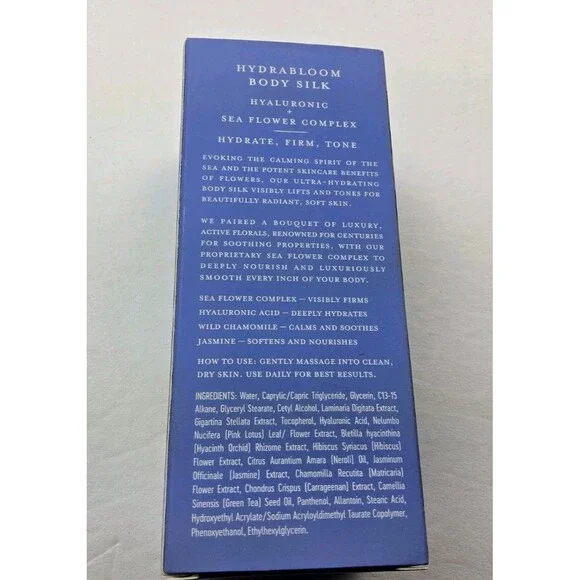 HYDRABLOOM
BODY SILK
HYALURONIC
+
SEA FLOWER COMPLEX
HYDRATE, FIRM, TONE
EVOKING THE CALMING SPIRIT OF THE
SEA AND THE POTENT SKINCARE BENEFITS
OF FLOWERS, OUR ULTRA-HYDRATING
BODY SILK VISIBLY LIFTS AND TONES FOR
BEAUTIFULLY RADIANT, SOFT SKIN.
WE PAIRED A BOUQUET OF LUXURY,
ACTIVE FLORALS, RENOWNED FOR CENTURIES
FOR SOOTHING PROPERTIES, WITH OUR
PROPRIETARY SEA FLOWER COMPLEX TO
DEEPLY NOURISH AND LUXURIOUSLY
SMOOTH EVERY INCH OF YOUR BODY.
SEA FLOWER COMPLEX — VISIBLY FIRMS
HYALURONIC ACID — DEEPLY HYDRATES
WILD CHAMOMILE — CALMS AND SOOTHES
JASMINE — SOFTENS AND NOURISHES
HOW TO USE: GENTLY MASSAGE INTO CLEAN,
DRY SKIN. USE DAILY FOR BEST RESULTS.
INGREDIENTS: Water, Caprylic/Capric Triglyceride, Glycerin, C13-15
Alkane, Glyceryl Stearate, Cetyl Alcohol, Laminaria Digitata Extract,
Gigartina Stellata Extract, Tocopherol, Hyaluronic Acid, Nelumbo
Nucifera (Pink Lotus) Leaf/ Flower Extract, Bletilla hyacinthina
(Hyacinth Orchid) Rhizome Extract, Hibiscus Syriacus (Hibiscus)
Flower Extract, Citrus Aurantium Amara (Neroli) Oil, Jasminum
Officinale (Jasmine) Extract, Chamomilla Recutita (Matricaria)
Flower Extract, Chondrus Crispus (Carrageenan) Extract, Camellia
Sinensis (Green Tea) Seed Oil, Panthenol, Allantoin, Stearic Acid,
Hydroxyethyl Acrylate/Sodium Acryloyldimethyl Taurate Copolymer,
Phenoxyethanol, Ethylhexylglycerin.